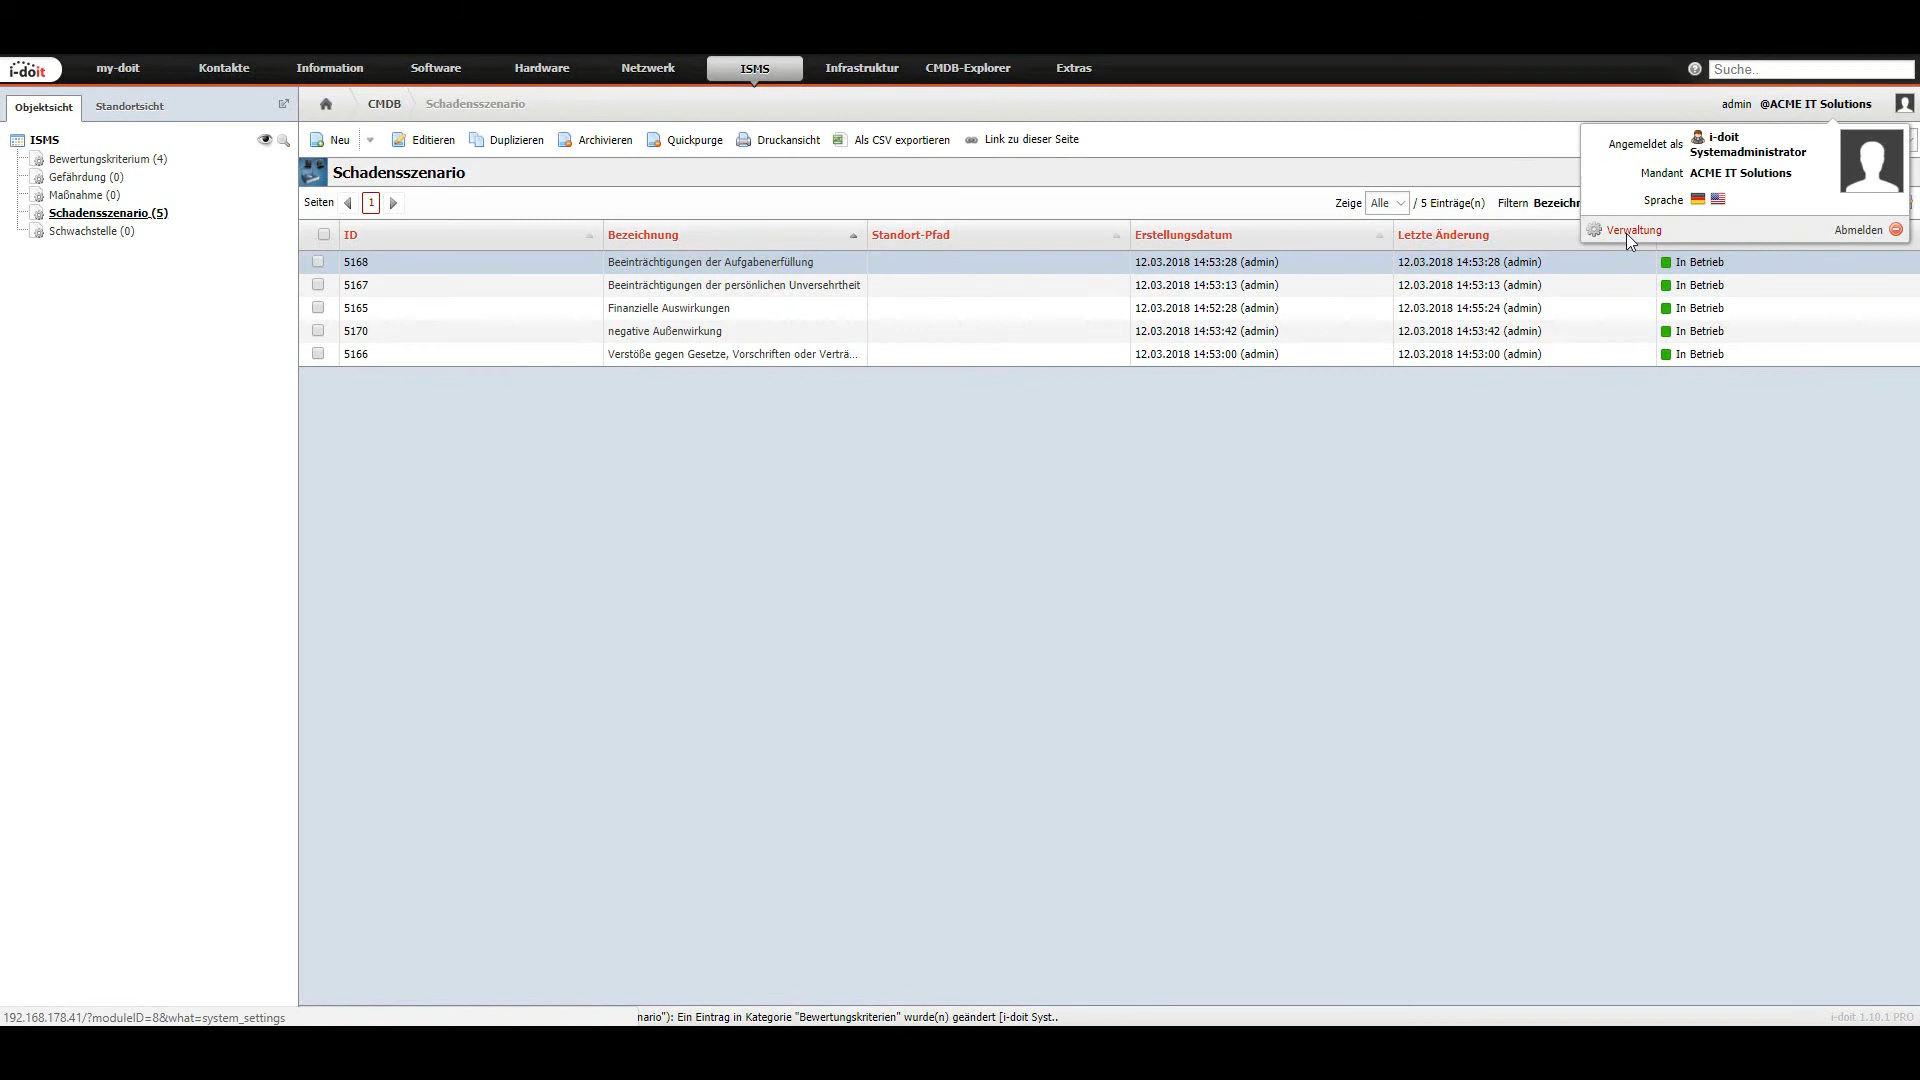 i-doit my-doit Kontakte Information Software Hardware Netzwerk ISMS Infrastruktur CMDB-Explorer Extras Suche..
Objektsicht Standortsicht CMDB Schadensszenario admin @ACME IT Solutions
ISMS
Bewertungskriterium (4)
Gefährdung (0)
Maßnahme (0)
Schadensszenario (5)
Schwachstelle (0)
Neu Editieren Duplizieren Archivieren Quickpurge Druckansicht Als CSV exportieren Link zu dieser Seite
Angemeldet als i-doit
Systemadministrator
Mandant ACME IT Solutions
Sprache
Verwaltung Abmelden
Schadensszenario
Seiten 1 Zeige Alle / 5 Einträge(n) Filtern
ID Bezeichnung Standort-Pfad Erstellungsdatum Letzte Änderung
5168 Beeinträchtigungen der Aufgabenerfüllung 12.03.2018 14:53:28 (admin) 12.03.2018 14:53:28 (admin) In Betrieb
5167 Beeinträchtigungen der persönlichen Unversehrtheit 12.03.2018 14:53:13 (admin) 12.03.2018 14:53:13 (admin) In Betrieb
5165 Finanzielle Auswirkungen 12.03.2018 14:52:28 (admin) 12.03.2018 14:55:24 (admin) In Betrieb
5170 negative Außenwirkung 12.03.2018 14:53:42 (admin) 12.03.2018 14:53:42 (admin) In Betrieb
5166 Verstöße gegen Gesetze, Vorschriften oder Verträ... 12.03.2018 14:53:00 (admin) 12.03.2018 14:53:00 (admin) In Betrieb
192.168.178.41/?moduleID=8&what=system_settings nario"): Ein Eintrag in Kategorie "Bewertungskriterien" wurde(n) geändert [i-doit Syst.. i-doit 1.10.1 PRO